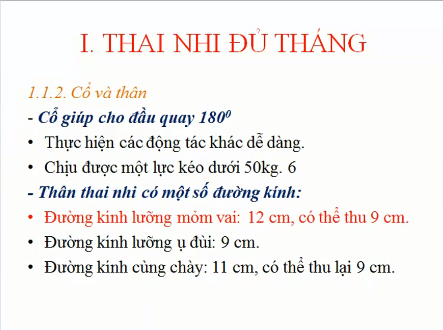 I. THAI NHI ĐỦ THÁNG
1.1.2. Cổ và thân
- Cổ giúp cho đầu quay 180⁰
• Thực hiện các động tác khác dễ dàng.
• Chịu được một lực kéo dưới 50kg. 6
- Thân thai nhi có một số đường kính:
• Đường kính lưỡng mỏm vai: 12 cm, có thể thu 9 cm.
• Đường kính lưỡng ụ đùi: 9 cm.
• Đường kính cùng chày: 11 cm, có thể thu lại 9 cm.